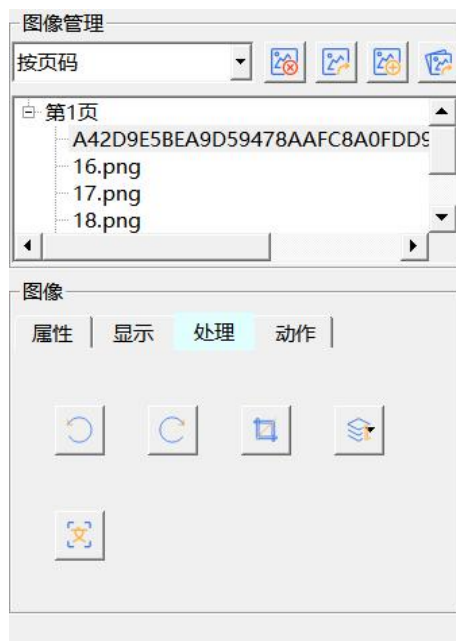 图像管理
按页码
第1页
A42D9E5BEA9D59478AAFC8A0FDD9
16.png
17.png
18.png
图像
属性 显示 处理 动作
文